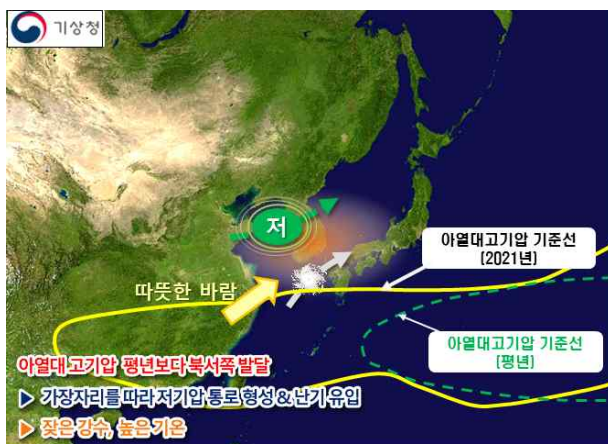 기상청
저
따뜻한 바람
아열대고기압 기준선
(2021년)
아열대고기압 기준선
(평년)
아열대 고기압 평년보다 북서쪽 발달
▶ 가장자리를 따라 저기압 통로 형성 & 난기 유입
▶ 잦은 강수, 높은 기온